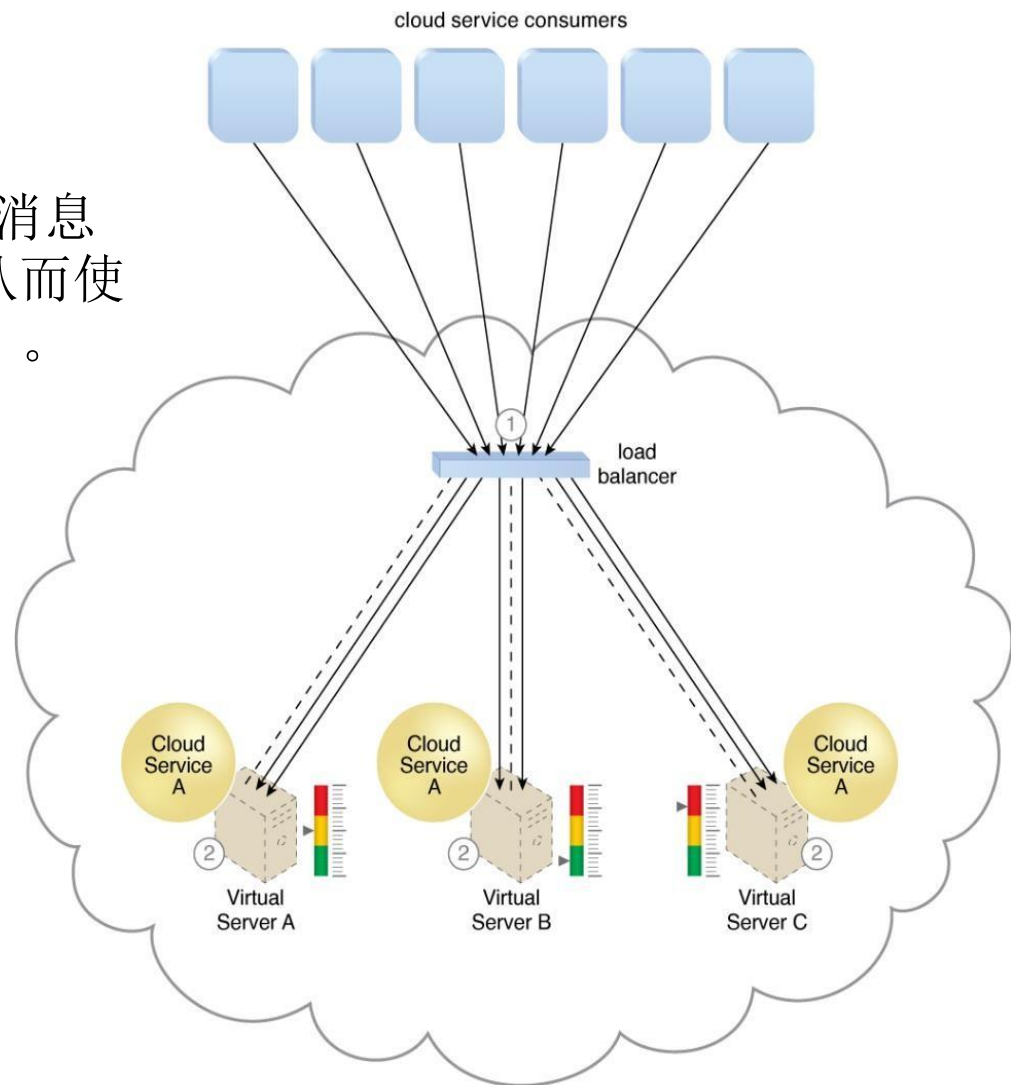 cloud service consumers
消息
从而使
。
1
load
balancer
Cloud
Service
A
Cloud
Service
A
Cloud
Service
A
2
2
2
Virtual
Server A
Virtual
Server B
Virtual
Server C